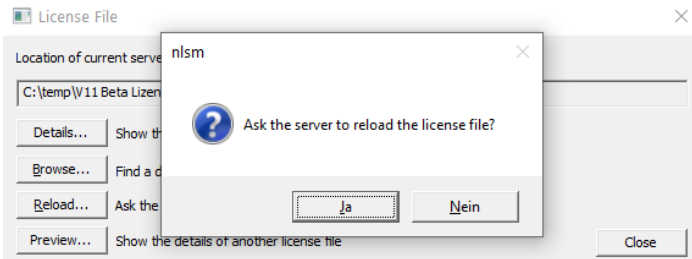 License File
Location of current serve
nlsm
C:\temp\V11 Beta Lizen
Ask the server to reload the license file?
Details... Show th
Browse... Find a d
Reload... Ask the
Ja Nein
Preview... Show the details of another license file
Close